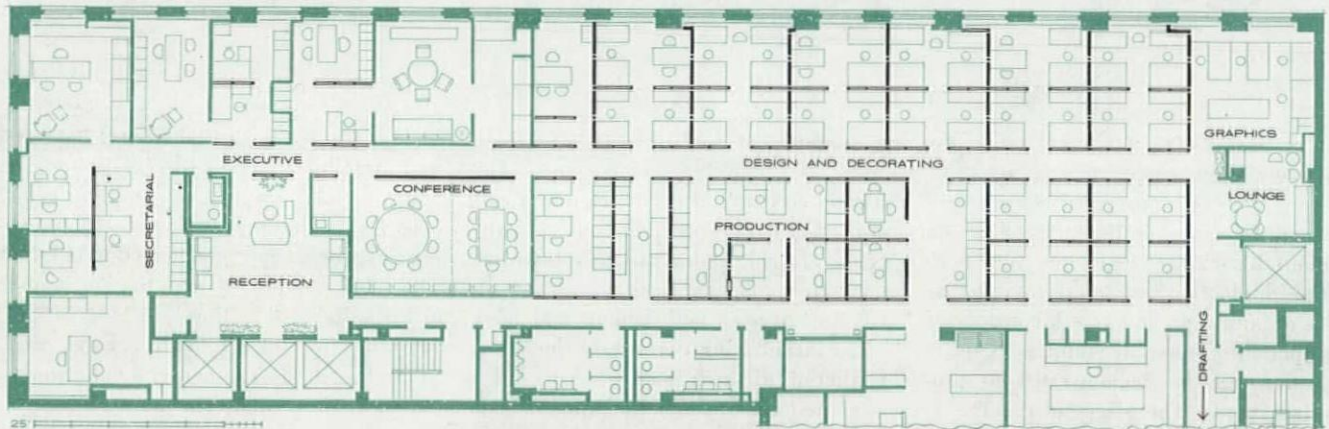 GRAPHICS
EXECUTIVE
DESIGN AND DECORATING
CONFERENCE
LOUNGE
SECRETARIAL
PRODUCTION
RECEPTION
DRAFTING
25'